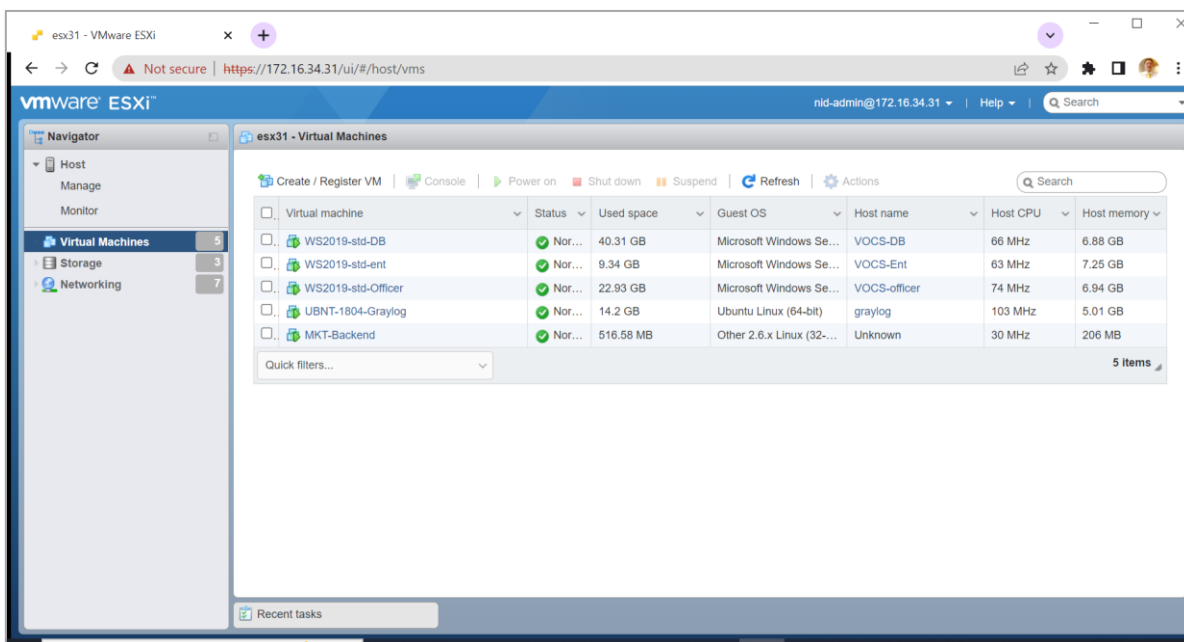 esx31 - VMware ESXi
Not secure | https://172.16.34.31/ui/#/host/vms
vmware ESXi™
nld-admin@172.16.34.31 | Help | Search
Navigator
esx31 - Virtual Machines
Host
Manage
Monitor
Virtual Machines 5
Storage 3
Networking 7
Create / Register VM | Console | Power on Shut down Suspend | Refresh | Actions Search
Virtual machine Status Used space Guest OS Host name Host CPU Host memory
WS2019-std-DB Nor... 40.31 GB Microsoft Windows Se... VOCS-DB 66 MHz 6.88 GB
WS2019-std-ent Nor... 9.34 GB Microsoft Windows Se... VOCS-Ent 63 MHz 7.25 GB
WS2019-std-Officer Nor... 22.93 GB Microsoft Windows Se... VOCS-officer 74 MHz 6.94 GB
UBNT-1804-Graylog Nor... 14.2 GB Ubuntu Linux (64-bit) graylog 103 MHz 5.01 GB
MKT-Backend Nor... 516.58 MB Other 2.6.x Linux (32-... Unknown 30 MHz 206 MB
Quick filters...
5 items
Recent tasks